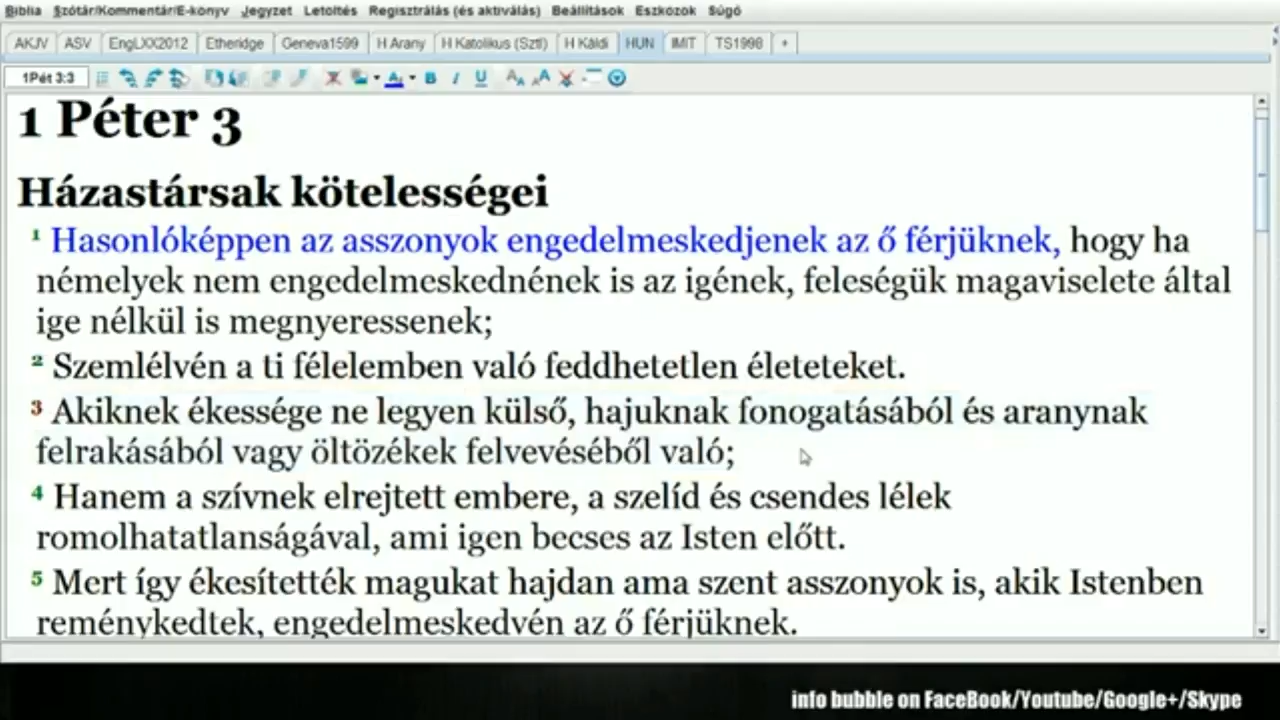 Biblia Szótár/Kommentár/E-könyv Jegyzet Letöltés Regisztrálás (és aktiválás) Beállítások Eszközök Súgó
AKJV ASV EngLXX2012 Etheridge Geneva1599 H Arany H Katolikus (Sztl) H Káldi HUN IMIT TS1998 +
1Pét 3:3 A B I U A A A A
1 Péter 3
Házastársak kötelességei
1 Hasonlóképpen az asszonyok engedelmeskedjenek az ő férjüknek, hogy ha
némelyek nem engedelmeskednének is az igének, feleségük magaviselete által
ige nélkül is megnyeressenek;
2 Szemlélvén a ti félelemben való feddhetetlen életeteket.
3 Akiknek ékessége ne legyen külső, hajuknak fonogatásából és aranynak
felrakásából vagy öltözékek felvevéséből való;
4 Hanem a szívnek elrejtett embere, a szelíd és csendes lélek
romolhatatlanságával, ami igen becses az Isten előtt.
5 Mert így ékesítették magukat hajdan ama szent asszonyok is, akik Istenben
reménykedtek, engedelmeskedvén az ő férjüknek.
info bubble on FaceBook/Youtube/Google+/Skype